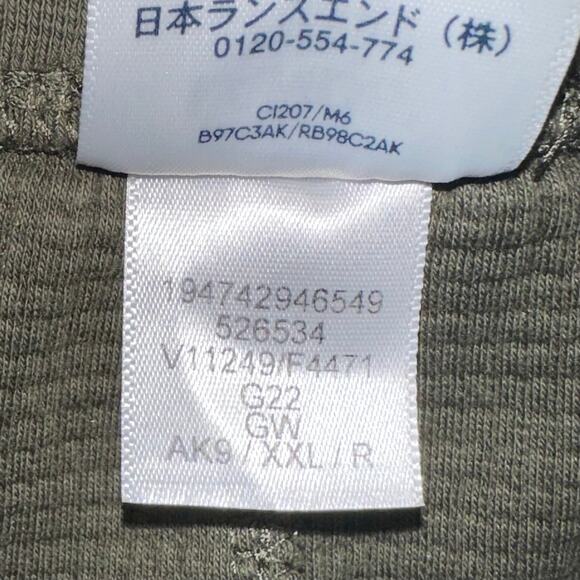 日本ランズエンド（株）
0120-554-774
C1207/M6
B97C3AK/RB98C2AK
194742946549
526534
V11249/F4471
G22
GW
AK9 / XXL / R